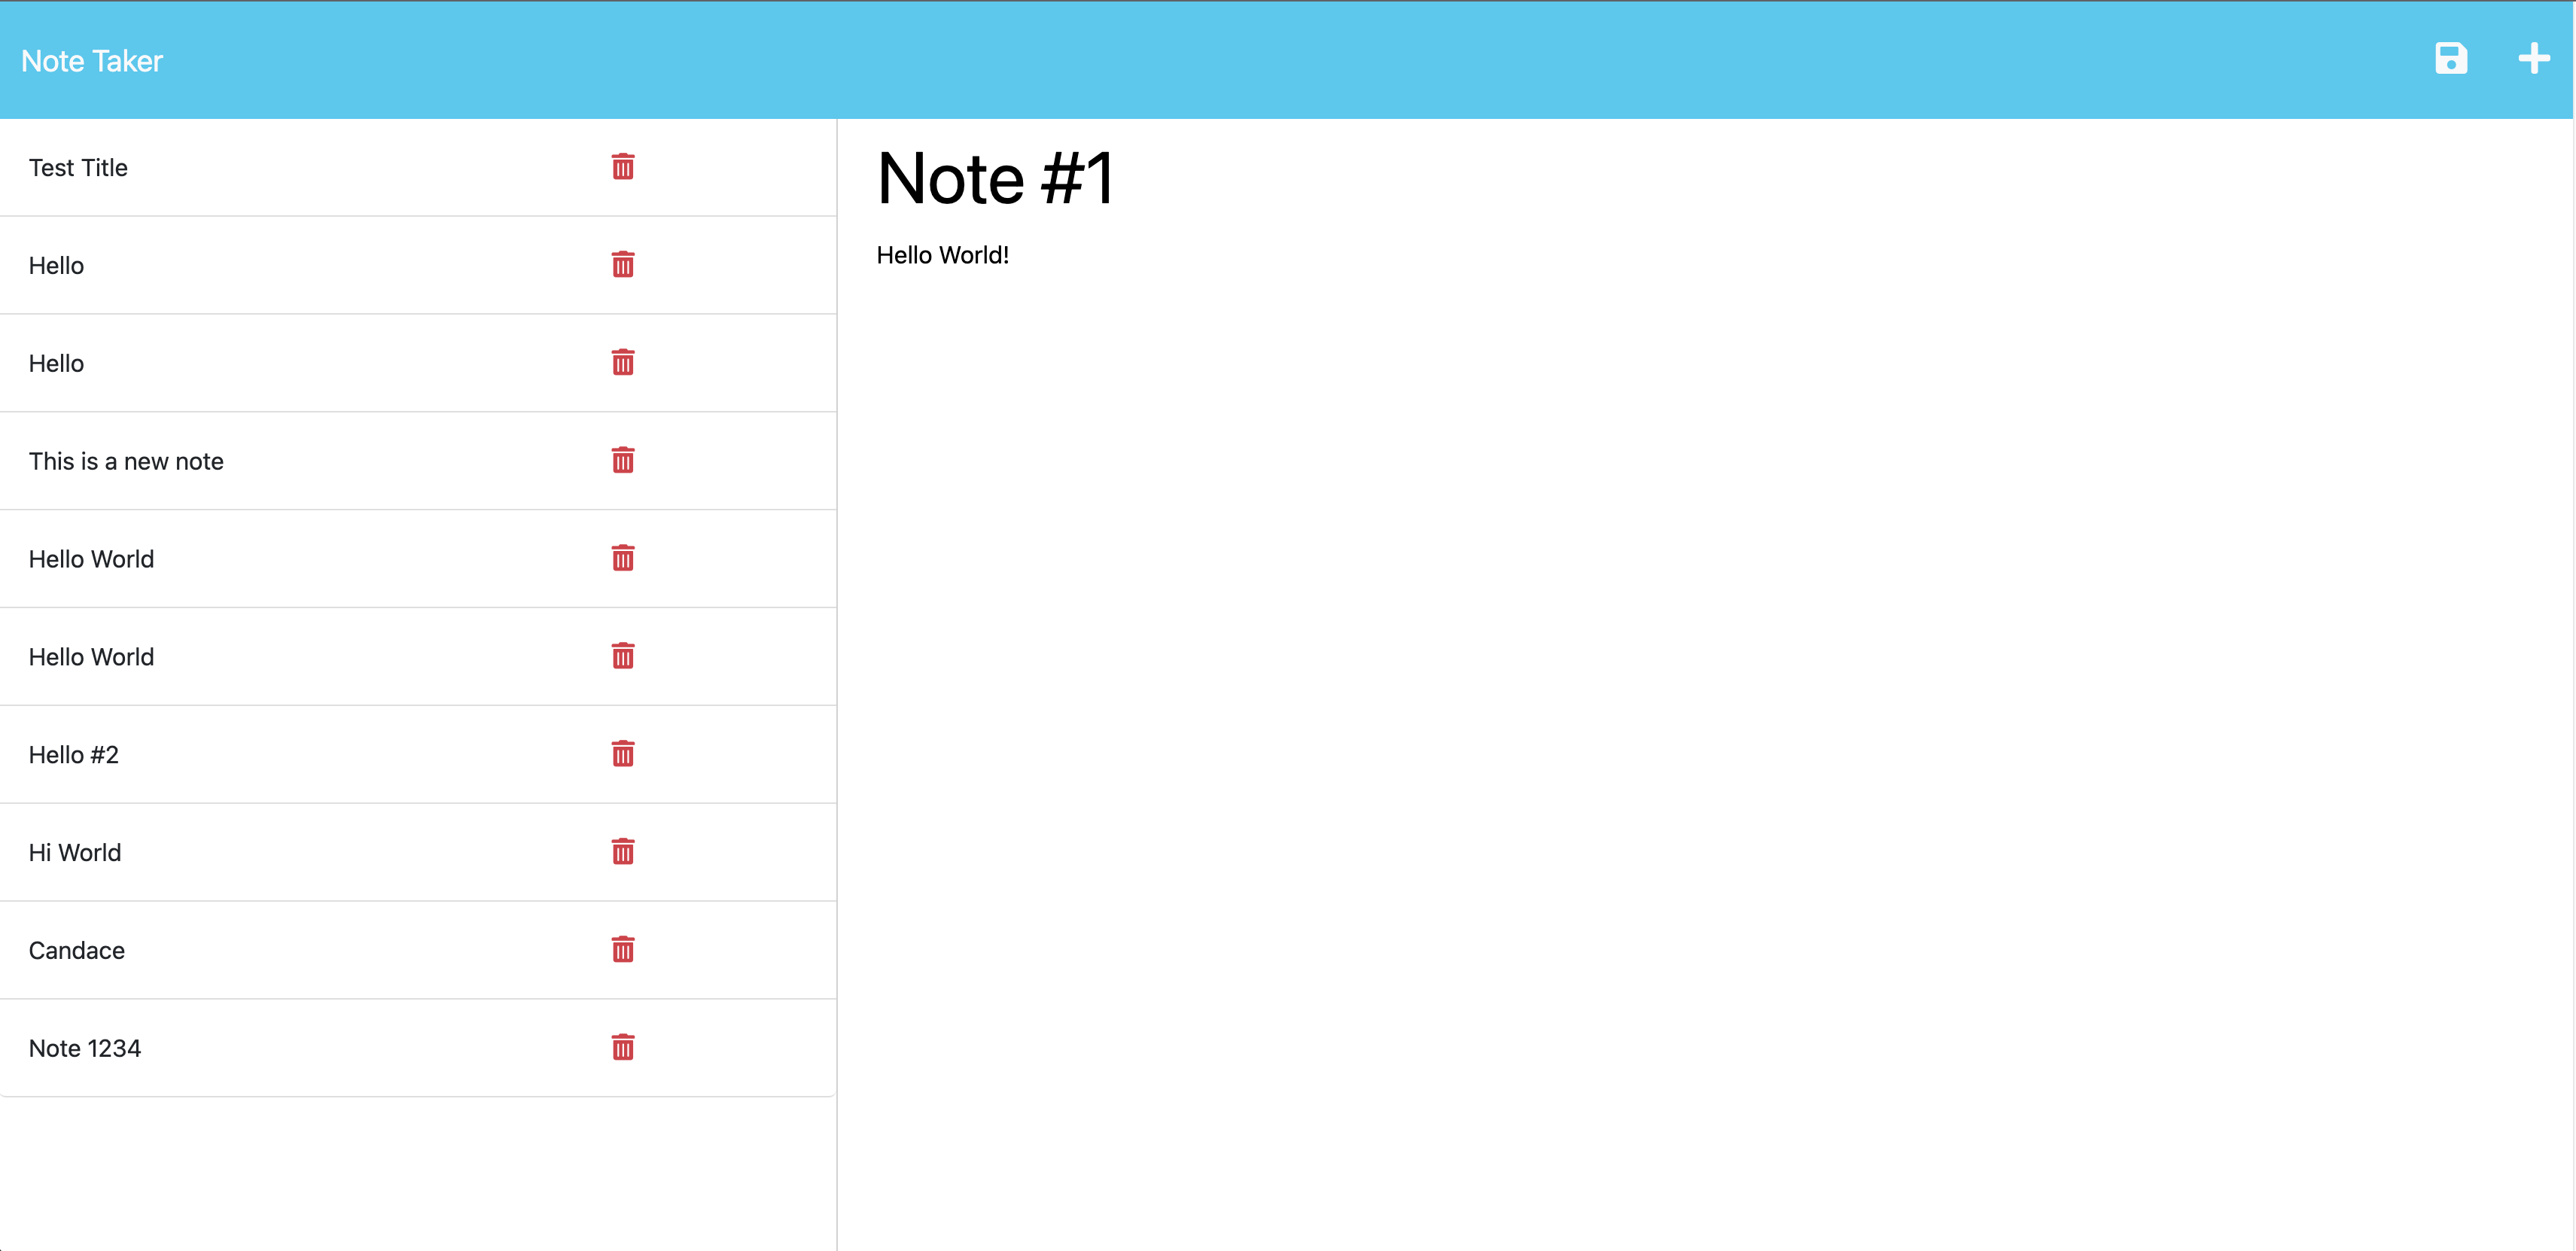 Note Taker
Test Title
Hello
Hello
This is a new note
Hello World
Hello World
Hello #2
Hi World
Candace
Note 1234
Note #1
Hello World!